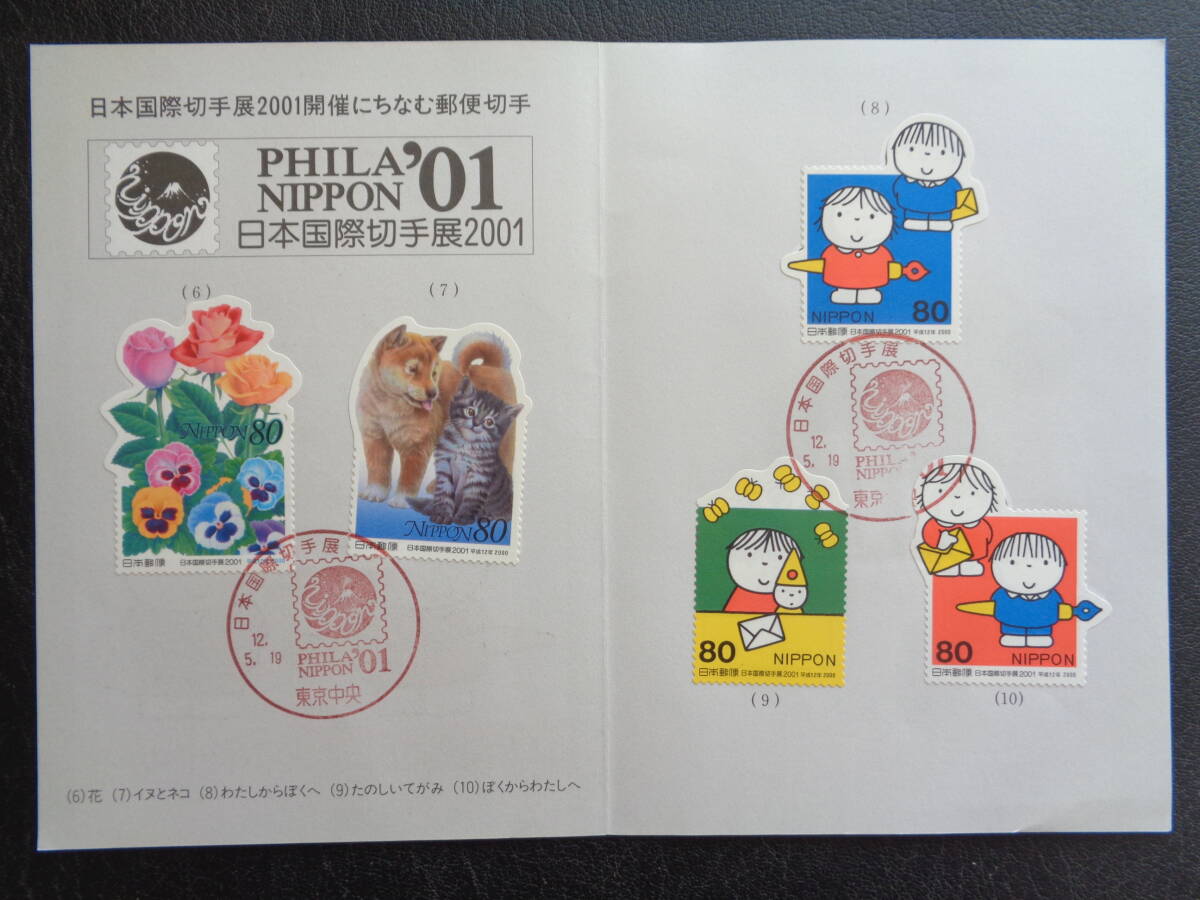 日本国際切手展2001開催にちなむ郵便切手
nippon
PHILA'01
NIPPON
日本国際切手展2001
(6)
(7)
NIPPON 80
日本郵便 日本国際切手展2001
NIPPON 80
日本郵便 日本国際切手展2001 平成12年 2000
日本国際切手展
nippon
12.
5. 19
PHILA'01
NIPPON
東京中央
(6)花 (7)イヌとネコ (8)わたしからぼくへ (9)たのしいてがみ (10)ぼくからわたしへ
(8)
NIPPON 80
日本郵便 日本国際切手展2001 平成12年 2000
日本国際切手展
nippon
12.
5. 19
PHILA
NIPPON
東京
80 NIPPON
日本郵便 日本国際切手展2001 平成12年 2000
(9)
80 NIPPON
日本郵便 日本国際切手展2001 平成12年 2000
(10)